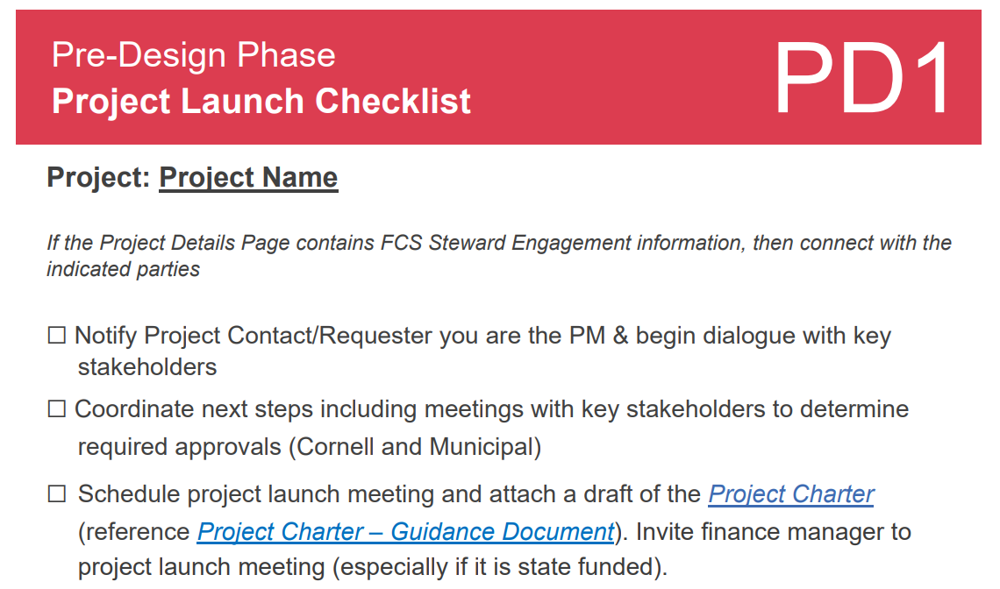 Pre-Design Phase
PD1
Project Launch Checklist
Project: Project Name
If the Project Details Page contains FCS Steward Engagement information, then connect with the
indicated parties
☐ Notify Project Contact/Requester you are the PM & begin dialogue with key
stakeholders
☐ Coordinate next steps including meetings with key stakeholders to determine
required approvals (Cornell and Municipal)
☐ Schedule project launch meeting and attach a draft of the Project Charter
(reference Project Charter – Guidance Document). Invite finance manager to
project launch meeting (especially if it is state funded).